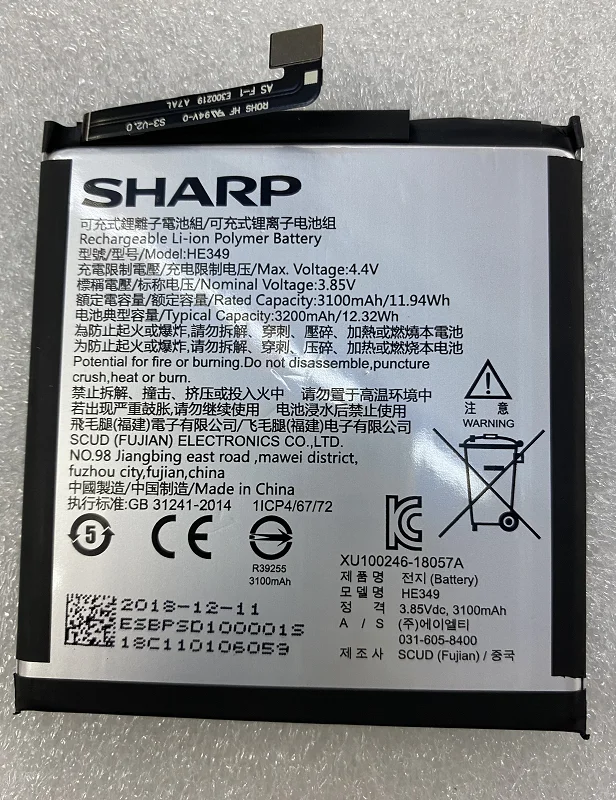 AS F-1 E300219 A7AL
ROHS HF 94V-0 S3-V2.0
SHARP
可充式鋰離子電池組/可充式锂离子电池组
Rechargeable Li-ion Polymer Battery
型號/型号/Model:HE349
充電限制電壓/充电限制电压/Max. Voltage:4.4V
標稱電壓/标称电压/Nominal Voltage:3.85V
額定電容量/额定容量/Rated Capacity:3100mAh/11.94Wh
电池典型容量/Typical Capacity:3200mAh/12.32Wh
為防止起火或爆炸,請勿拆解、穿刺、壓碎、加熱或燃燒本電池
为防止起火或爆炸,请勿拆解、穿刺、压碎、加热或燃烧本电池
Potential for fire or burning.Do not disassemble,puncture
crush,heat or burn.
禁止拆解、撞击、挤压或投入火中 请勿置于高温环境中
若出现严重鼓胀,请勿继续使用 电池浸水后禁止使用
飛毛腿(福建)電子有限公司/飞毛腿(福建)电子有限公司
SCUD (FUJIAN) ELECTRONICS CO.,LTD.
NO.98 Jiangbing east road ,mawei district,
fuzhou city,fujian,china
中國製造/中国制造/Made in China
执行标准:GB 31241-2014 1ICP4/67/72
注 意
WARNING
5
CE
R39255
3100mAh
XU100246-18057A
제 품 명 전지 (Battery)
모 델 명 HE349
정 격 3.85Vdc, 3100mAh
A / S (주)에이엘티
031-605-8400
제 조 사 SCUD (Fujian) / 중국
2018-12-11
ESBPSD100001S
18C110106059